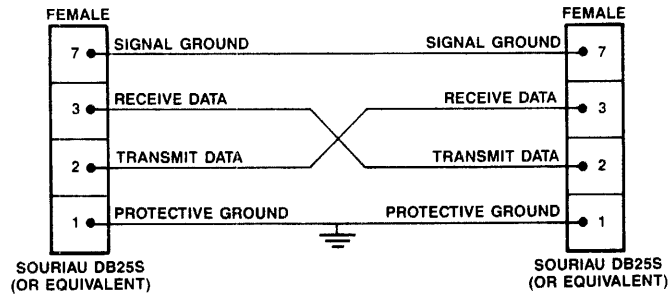 FEMALE FEMALE
7 SIGNAL GROUND SIGNAL GROUND 7
3 RECEIVE DATA RECEIVE DATA 3
2 TRANSMIT DATA TRANSMIT DATA 2
1 PROTECTIVE GROUND PROTECTIVE GROUND 1
SOURIAU DB25S SOURIAU DB25S
(OR EQUIVALENT) (OR EQUIVALENT)